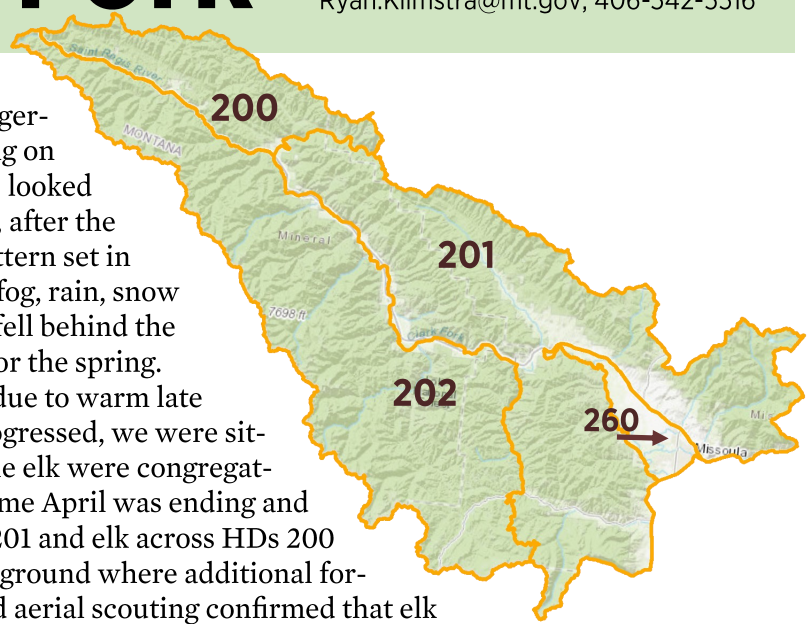 Ryan.Klimstra@mt.gov, 406-542-5516
Saint Regis River
200
MONTANA
Mineral
201
7698 ft
Clark Fork
202
260
Missoula
ger-
g on
looked
, after the
ttern set in
fog, rain, snow
fell behind the
or the spring.
due to warm late
ogressed, we were sit-
e elk were congregat-
me April was ending and
201 and elk across HDs 200
ground where additional for-
d aerial scouting confirmed that elk